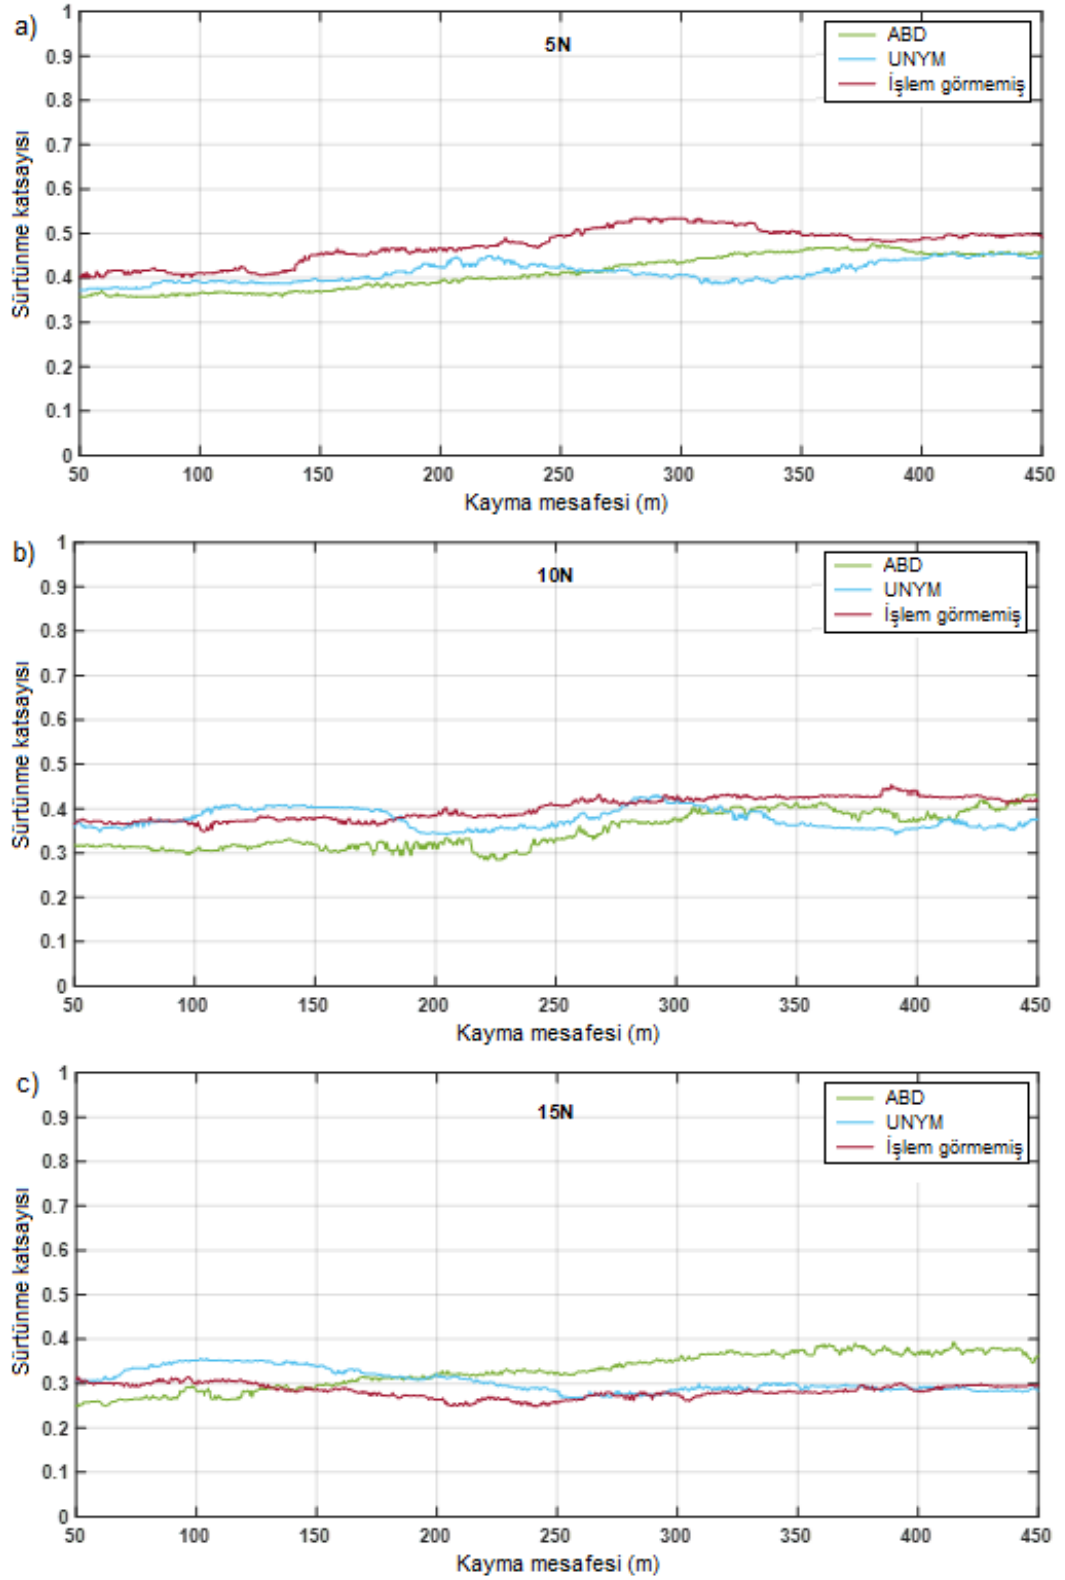 a)
5N
ABD
UNYM
İşlem görmemiş
Sürtünme katsayısı
1
0.9
0.8
0.7
0.6
0.5
0.4
0.3
0.2
0.1
0
50 100 150 200 250 300 350 400 450
Kayma mesafesi (m)
b)
10N
ABD
UNYM
İşlem görmemiş
Sürtünme katsayısı
1
0.9
0.8
0.7
0.6
0.5
0.4
0.3
0.2
0.1
0
50 100 150 200 250 300 350 400 450
Kayma mesafesi (m)
c)
15N
ABD
UNYM
İşlem görmemiş
Sürtünme katsayısı
1
0.9
0.8
0.7
0.6
0.5
0.4
0.3
0.2
0.1
0
50 100 150 200 250 300 350 400 450
Kayma mesafesi (m)